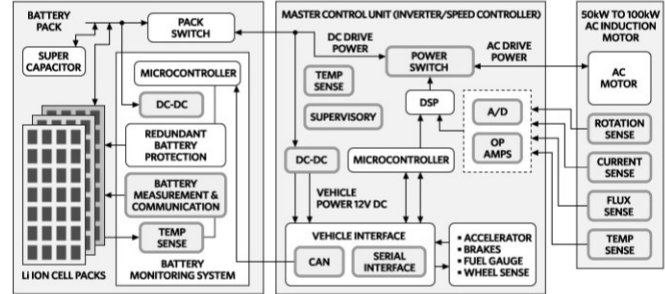 BATTERY
PACK
PACK
SWITCH
SUPER
CAPACITOR
MICROCONTROLLER
DC-DC
REDUNDANT
BATTERY
PROTECTION
BATTERY
MEASUREMENT &
COMMUNICATION
TEMP
SENSE
Li ION CELL PACKS
BATTERY
MONITORING SYSTEM
MASTER CONTROL UNIT (INVERTER/SPEED CONTROLLER)
DC DRIVE
POWER
POWER
SWITCH
AC DRIVE
POWER
TEMP
SENSE
SUPERVISORY
DSP
A/D
OP
AMPS
DC-DC
MICROCONTROLLER
VEHICLE
POWER 12V DC
VEHICLE INTERFACE
CAN
SERIAL
INTERFACE
• ACCELERATOR
• BRAKES
• FUEL GAUGE
• WHEEL SENSE
50kW TO 100kW
AC INDUCTION
MOTOR
AC
MOTOR
ROTATION
SENSE
CURRENT
SENSE
FLUX
SENSE
TEMP
SENSE